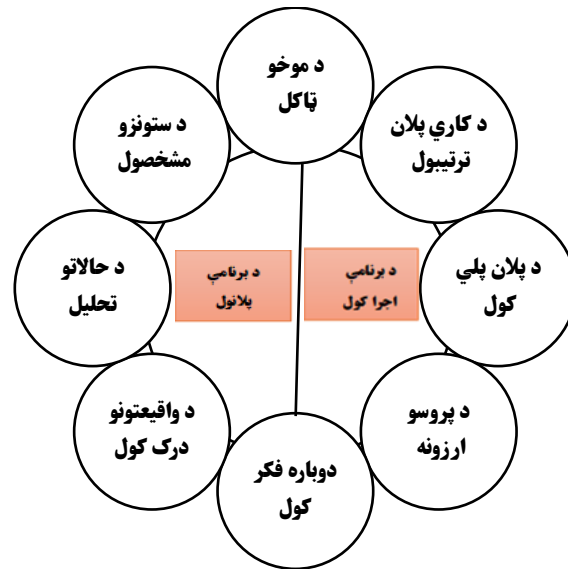 د موخو
ټاکل
د ستونزو
مشخصول
د کاري پلان
ترتیبول
د حالاتو
تحلیل
د برنامې
پلانول
د برنامې
اجرا کول
د پلان پلي
کول
د واقیعتونو
درک کول
د پروسو
ارزونه
دوباره فکر
کول